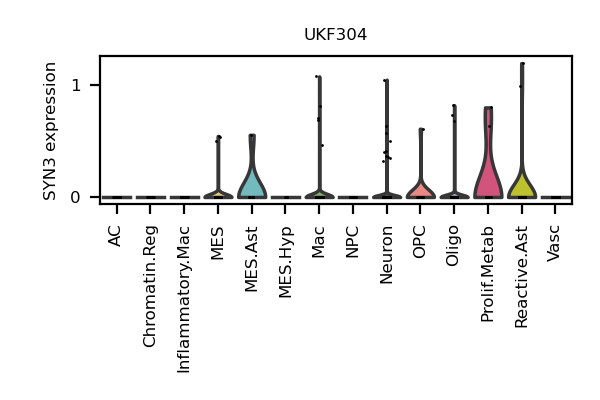 UKF304
SYN3 expression
1
0
AC
Chromatin.Reg
Inflammatory.Mac
MES
MES.Ast
MES.Hyp
Mac
NPC
Neuron
OPC
Oligo
Prolif.Metab
Reactive.Ast
Vasc